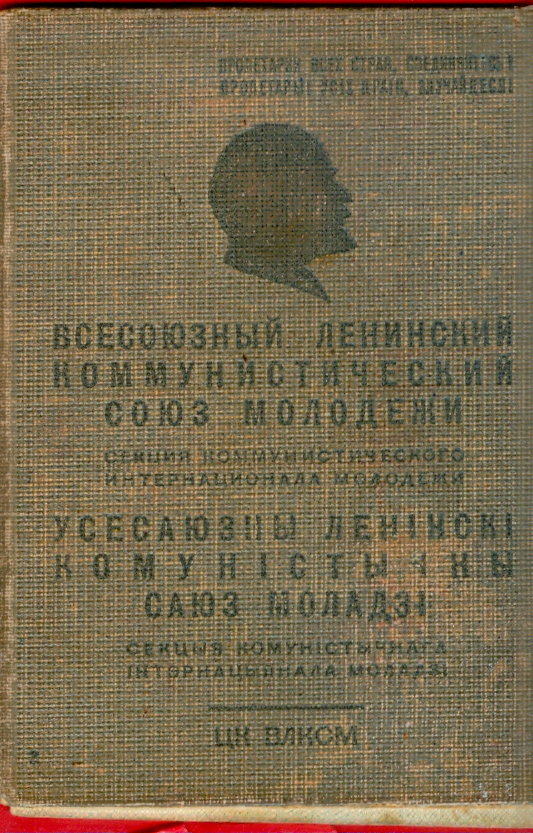 ПРОЛЕТАРИИ ВСЕХ СТРАН, СОЕДИНЯЙТЕСЬ!
ПРОЛЕТАРЫІ ЎСІХ КРАЇН, ЗЛУЧАЙЦЕСЯ!
ВСЕСОЮЗНЫЙ ЛЕНИНСКИЙ
КОММУНИСТИЧЕСКИЙ
СОЮЗ МОЛОДЕЖИ
СЕКЦИЯ КОММУНИСТИЧЕСКОГО
ИНТЕРНАЦИОНАЛА МОЛОДЕЖИ
УСЕСАЮЗНЫ ЛЕНІНСКІ
КОМУНІСТЫЧНЫ
САЮЗ МОЛАДЗІ
СЕКЦЫЯ КОМУНІСТЫЧНАГА
ІНТЭРНАЦЫЯНАЛА МОЛАДЗІ
ЦК ВЛКСМ